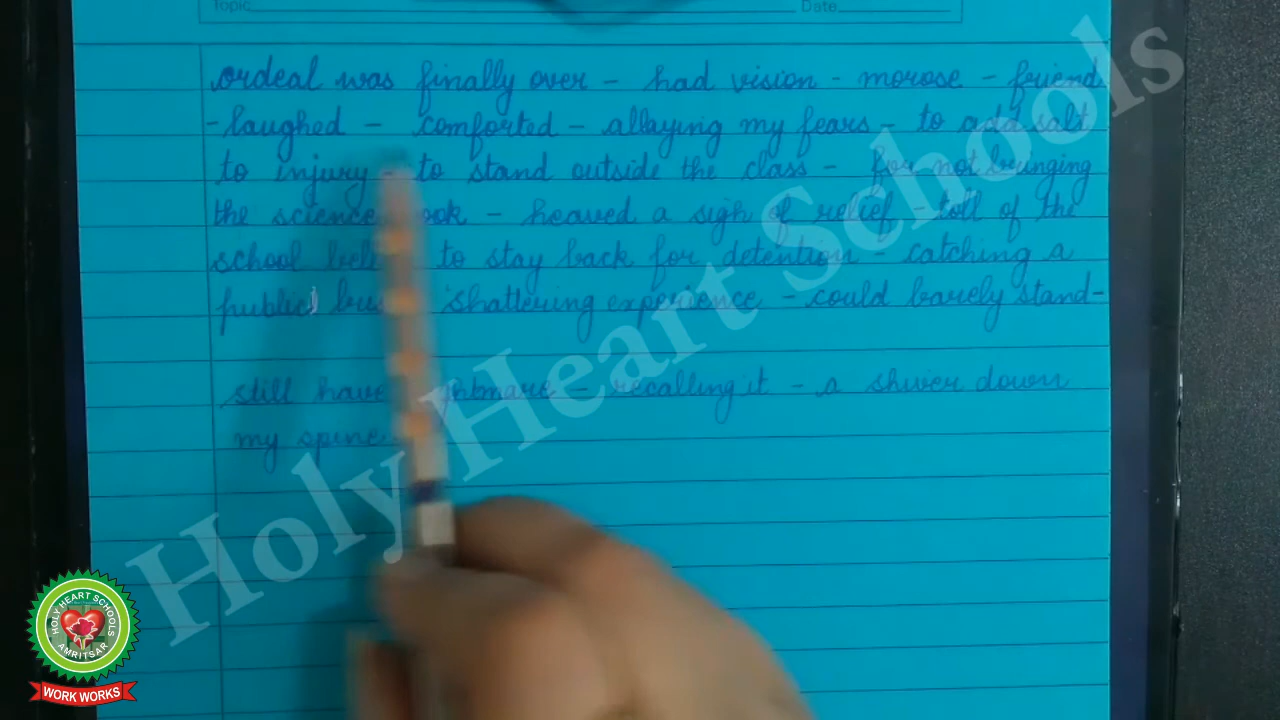 Topic Date
ordeal was finally over - had vision - morose - friend
- laughed - comforted - allaying my fears - to add salt
to injury - to stand outside the class - for not bringing
the science - heaved a sigh of relief - toll of the
school bell to stay back for detention - catching a
public bus shattering experience - could barely stand -
still have - recalling it - a shiver down
my spine
Holy Heart Schools
HOLY HEART SCHOOLS
AMRITSAR
WORK WORKS